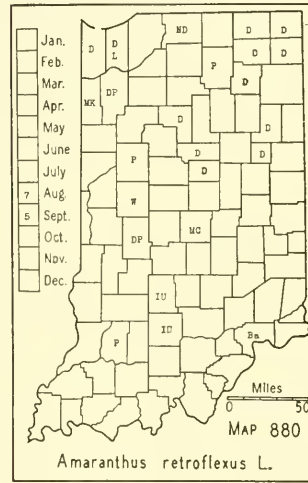 Jan.
Feb.
Mar.
Apr.
May
June
July
7 Aug.
5 Sept.
Oct.
Nov.
Dec.
D D L ND D D
P D D
MK DP D
D D
P D D
D
W
DP MC
IU
IU
P Ba
Miles
0 50
MAP 880
Amaranthus retroflexus L.